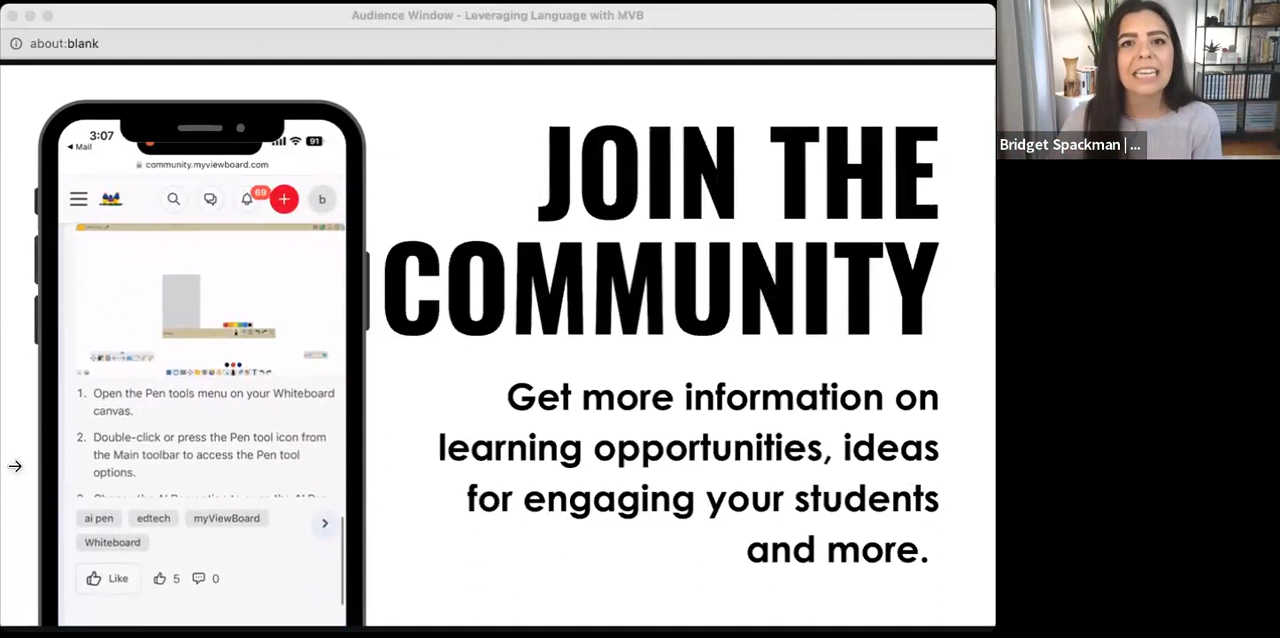 Audience Window - Leveraging Language with MVB
about:blank
Bridget Spackman | ...
3:07
91
Mail
community.myviewboard.com
69
b
JOIN THE
COMMUNITY
Get more information on
learning opportunities, ideas
for engaging your students
and more.
1. Open the Pen tools menu on your Whiteboard
canvas.
2. Double-click or press the Pen tool icon from
the Main toolbar to access the Pen tool
options.
ai pen
edtech
myViewBoard
Whiteboard
Like
5
0